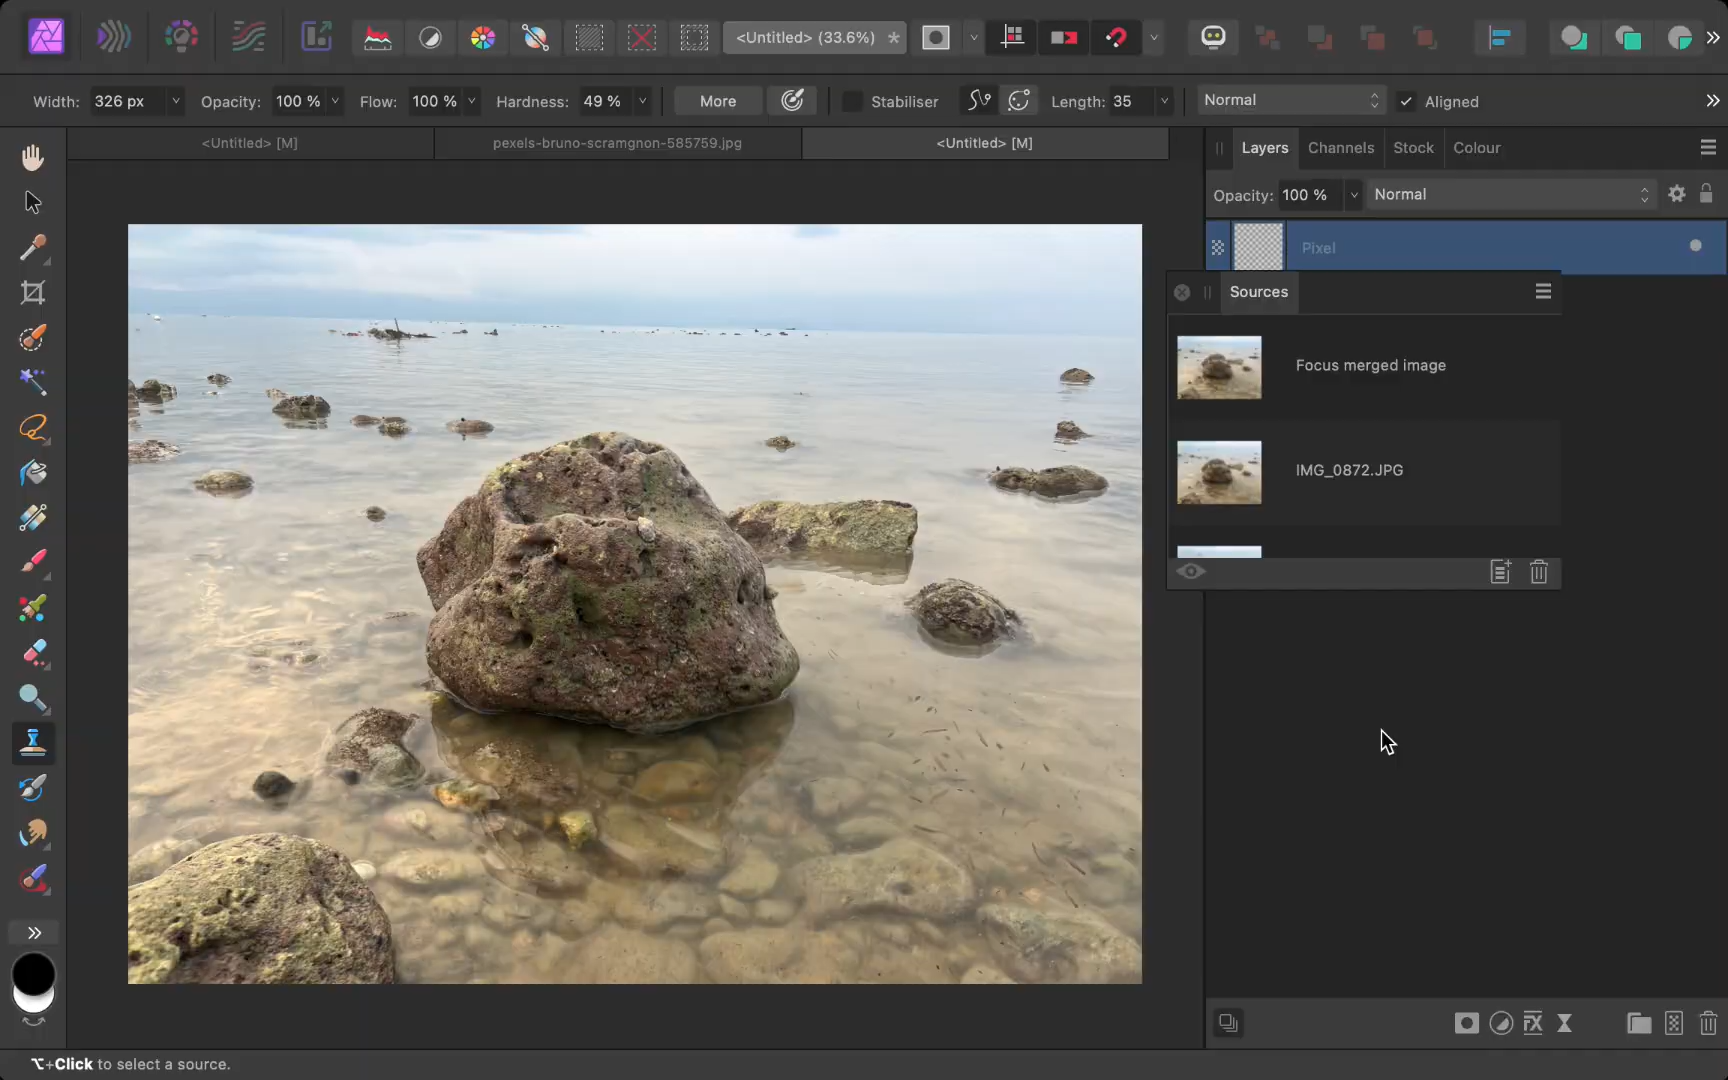 <Untitled> (33.6%) *
Width: 326 px Opacity: 100 % Flow: 100 % Hardness: 49 % More Stabiliser Length: 35 Normal Aligned
<Untitled> [M] pexels-bruno-scramgnon-585759.jpg <Untitled> [M]
Layers Channels Stock Colour
Opacity: 100 % Normal
Pixel
Sources
Focus merged image
IMG_0872.JPG
FX
⌥+Click to select a source.